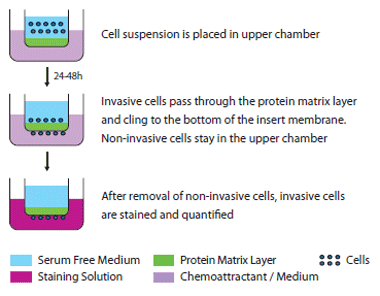 Cell suspension is placed in upper chamber
24-48h
Invasive cells pass through the protein matrix layer
and cling to the bottom of the insert membrane.
Non-invasive cells stay in the upper chamber
After removal of non-invasive cells, invasive cells
are stained and quantified
Serum Free Medium
Protein Matrix Layer
Cells
Staining Solution
Chemoattractant / Medium